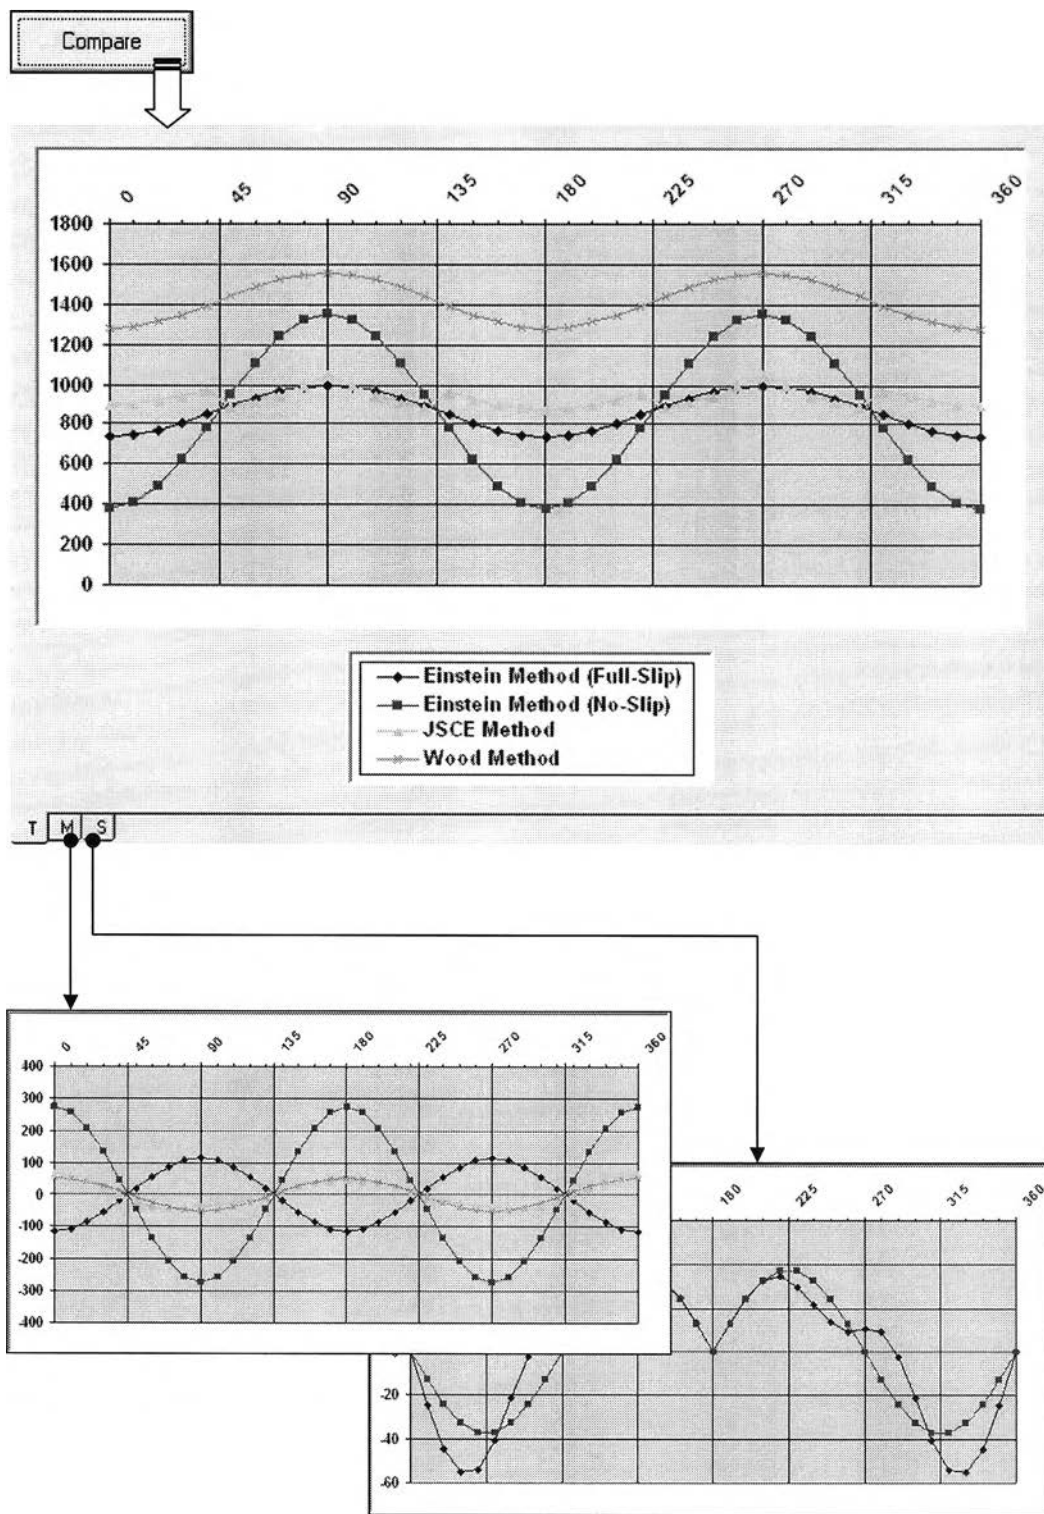 Compare
0 45 90 135 180 225 270 315 360
1800
1600
1400
1200
1000
800
600
400
200
0
Einstein Method (Full-Slip)
Einstein Method (No-Slip)
JSCE Method
Wood Method
T M S
0 45 90 135 180 225 270 315 360
400
300
200
100
0
-100
-200
-300
-400
180 225 270 315 360
-20
-40
-60